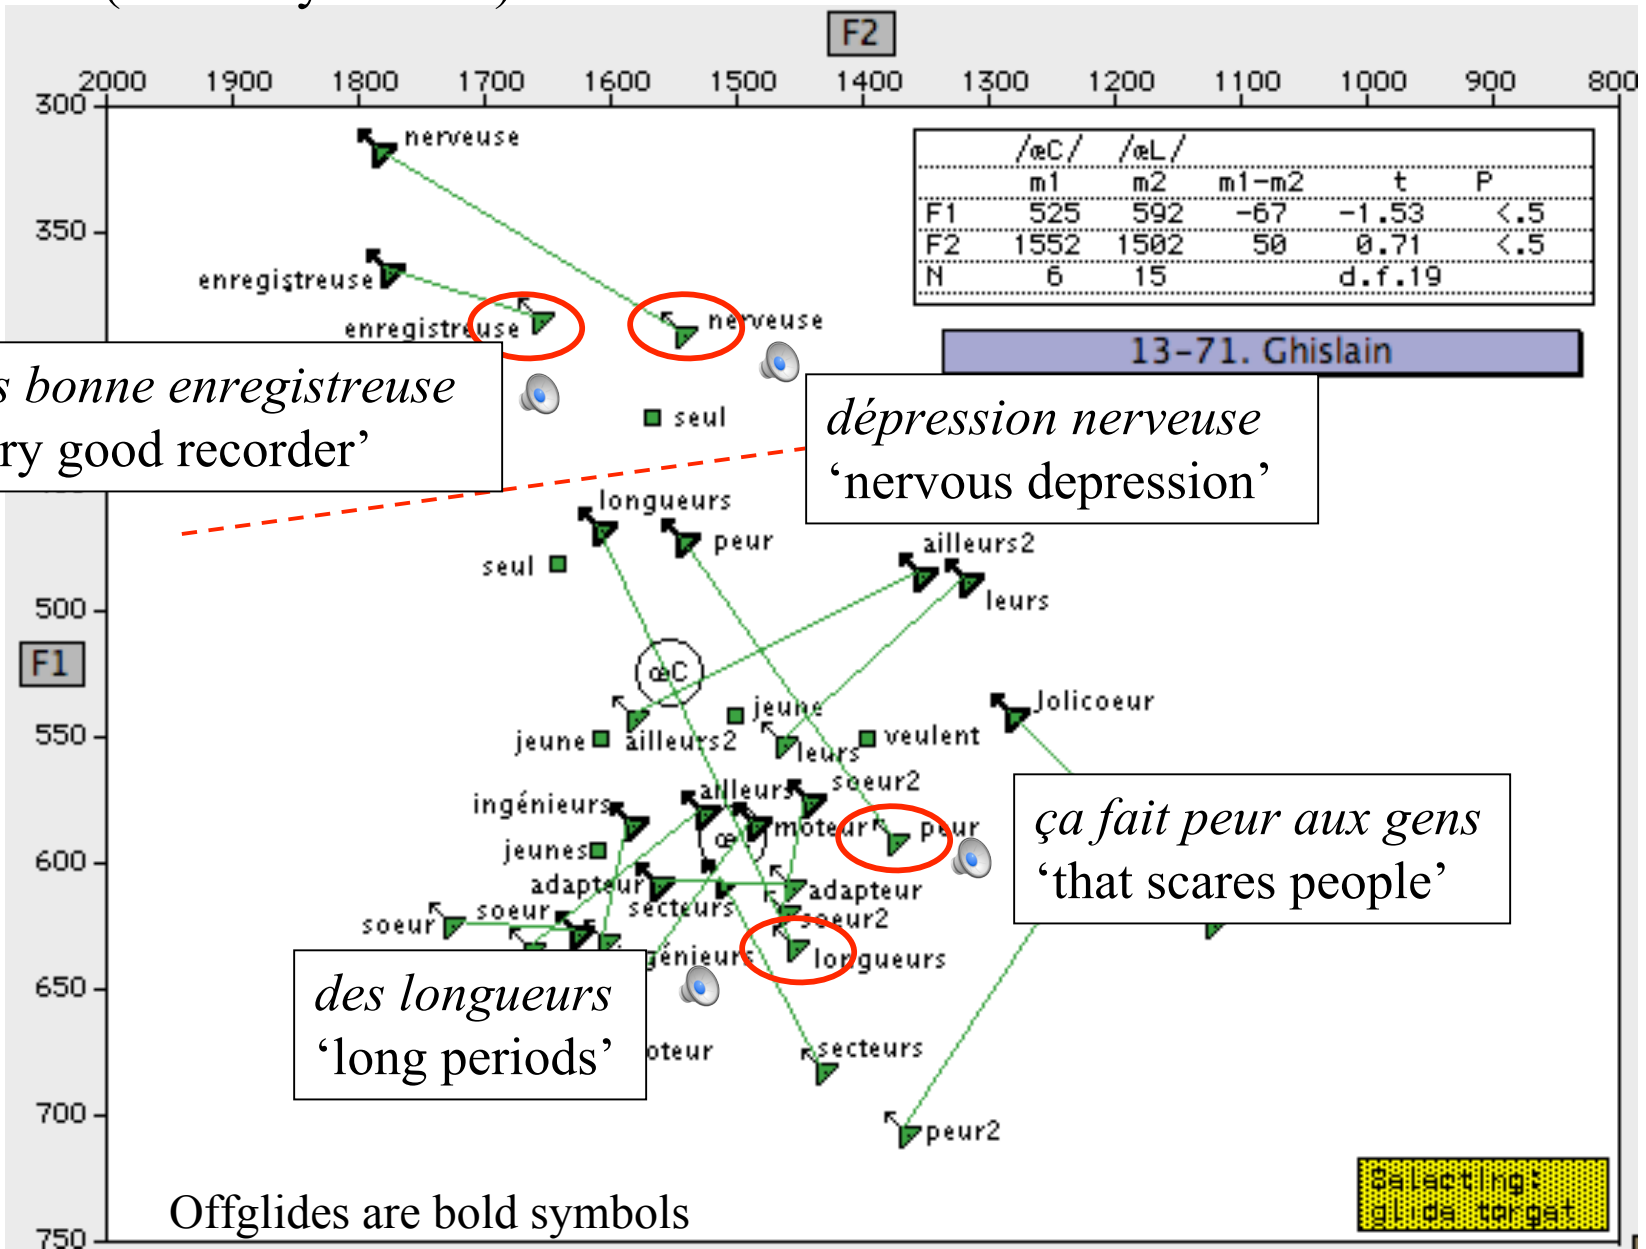 F2
2000 1900 1800 1700 1600 1500 1400 1300 1200 1100 1000 900 800
300
nerveuse
/œC/ /œL/
m1 m2 m1-m2 t P
F1 525 592 -67 -1.53 <.5
F2 1552 1502 50 0.71 <.5
N 6 15 d.f.19
350
enregistreuse
enregistreuse
nerveuse
13-71. Ghislain
bonne enregistreuse
good recorder’
seul
dépression nerveuse
‘nervous depression’
longueurs
peur
ailleurs2
seul
leurs
500
F1
œC
Jolicoeur
jeune
jeune
ailleurs2
leurs
veulent
550
soeur2
ailleurs
ingénieurs
moteur
peur
ça fait peur aux gens
‘that scares people’
jeunes
600
adapteur
adapteur
secteurs
soeur
soeur
soeur2
longueurs
650
des longueurs
‘long periods’
secteurs
700
peur2
Offglides are bold symbols
Selecting:
glide target
750